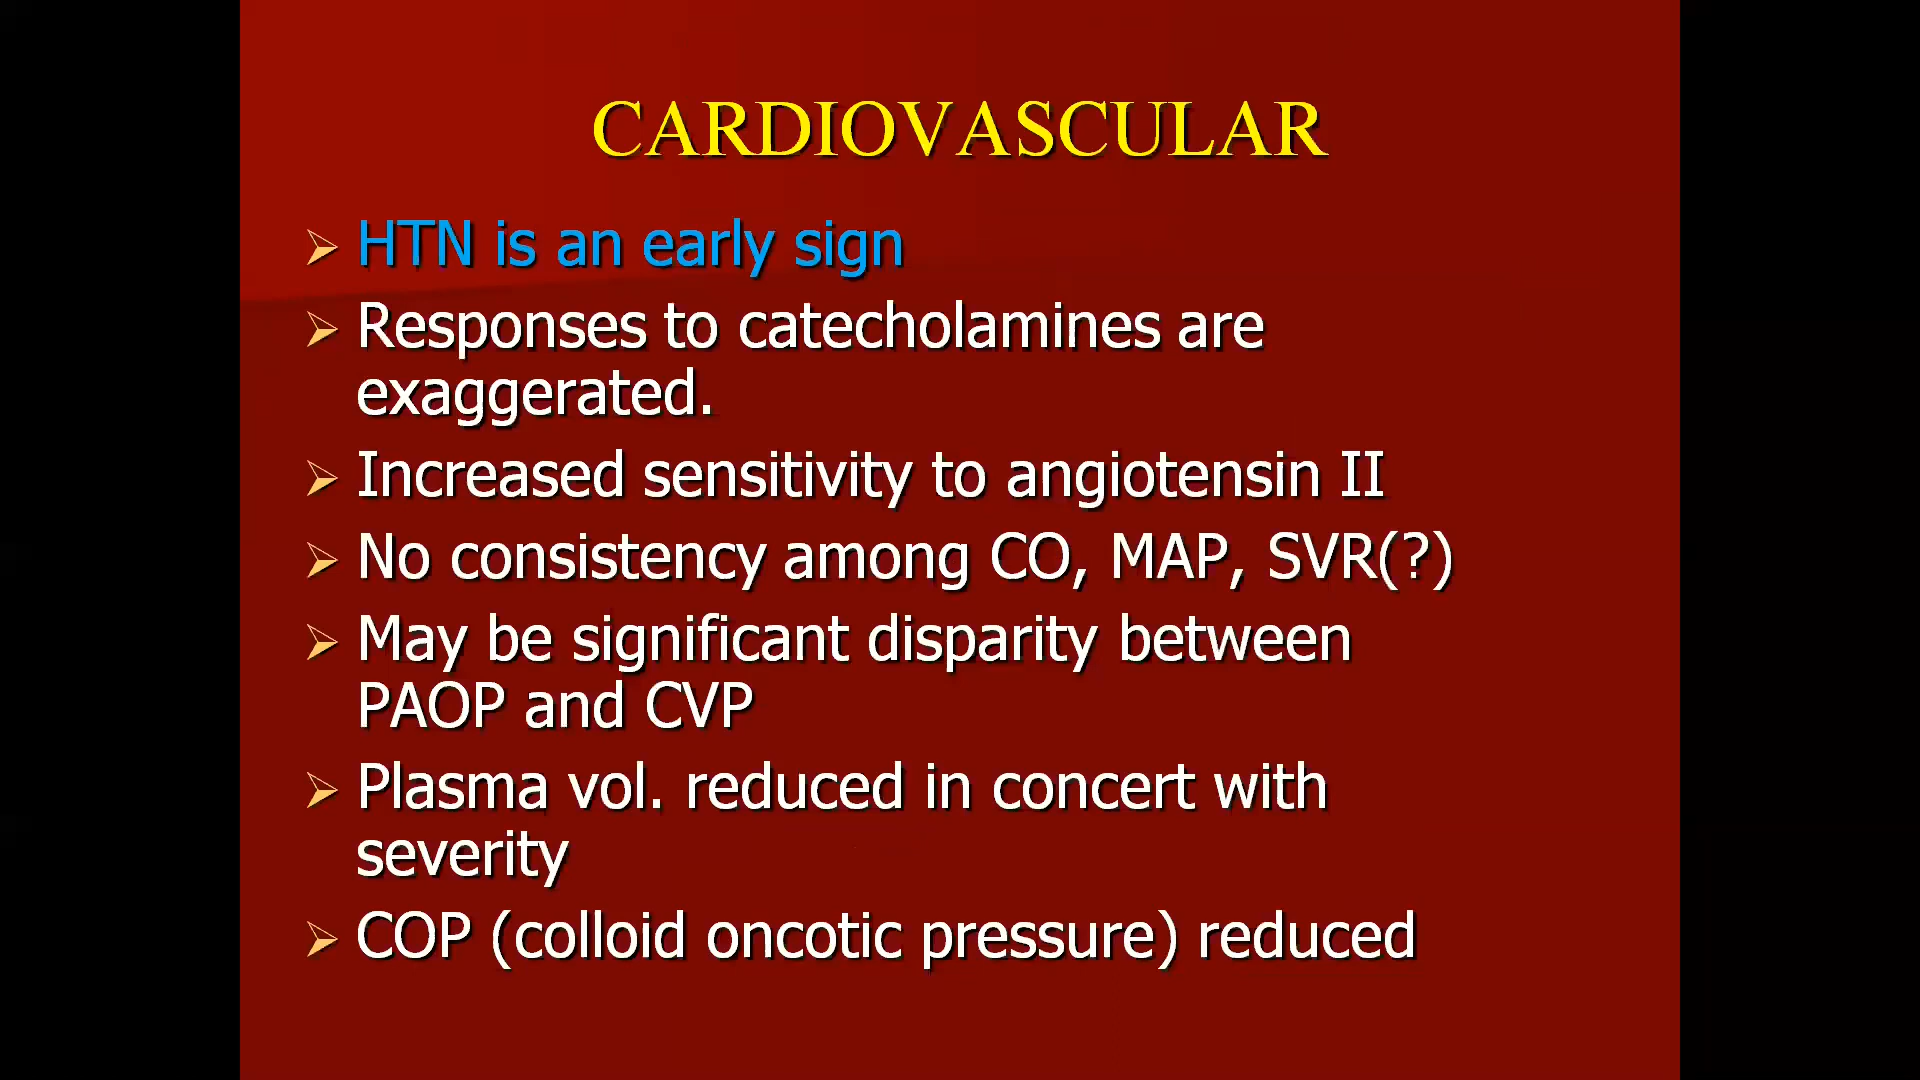 CARDIOVASCULAR
HTN is an early sign
Responses to catecholamines are
exaggerated.
Increased sensitivity to angiotensin II
No consistency among CO, MAP, SVR(?)
May be significant disparity between
PAOP and CVP
Plasma vol. reduced in concert with
severity
COP (colloid oncotic pressure) reduced